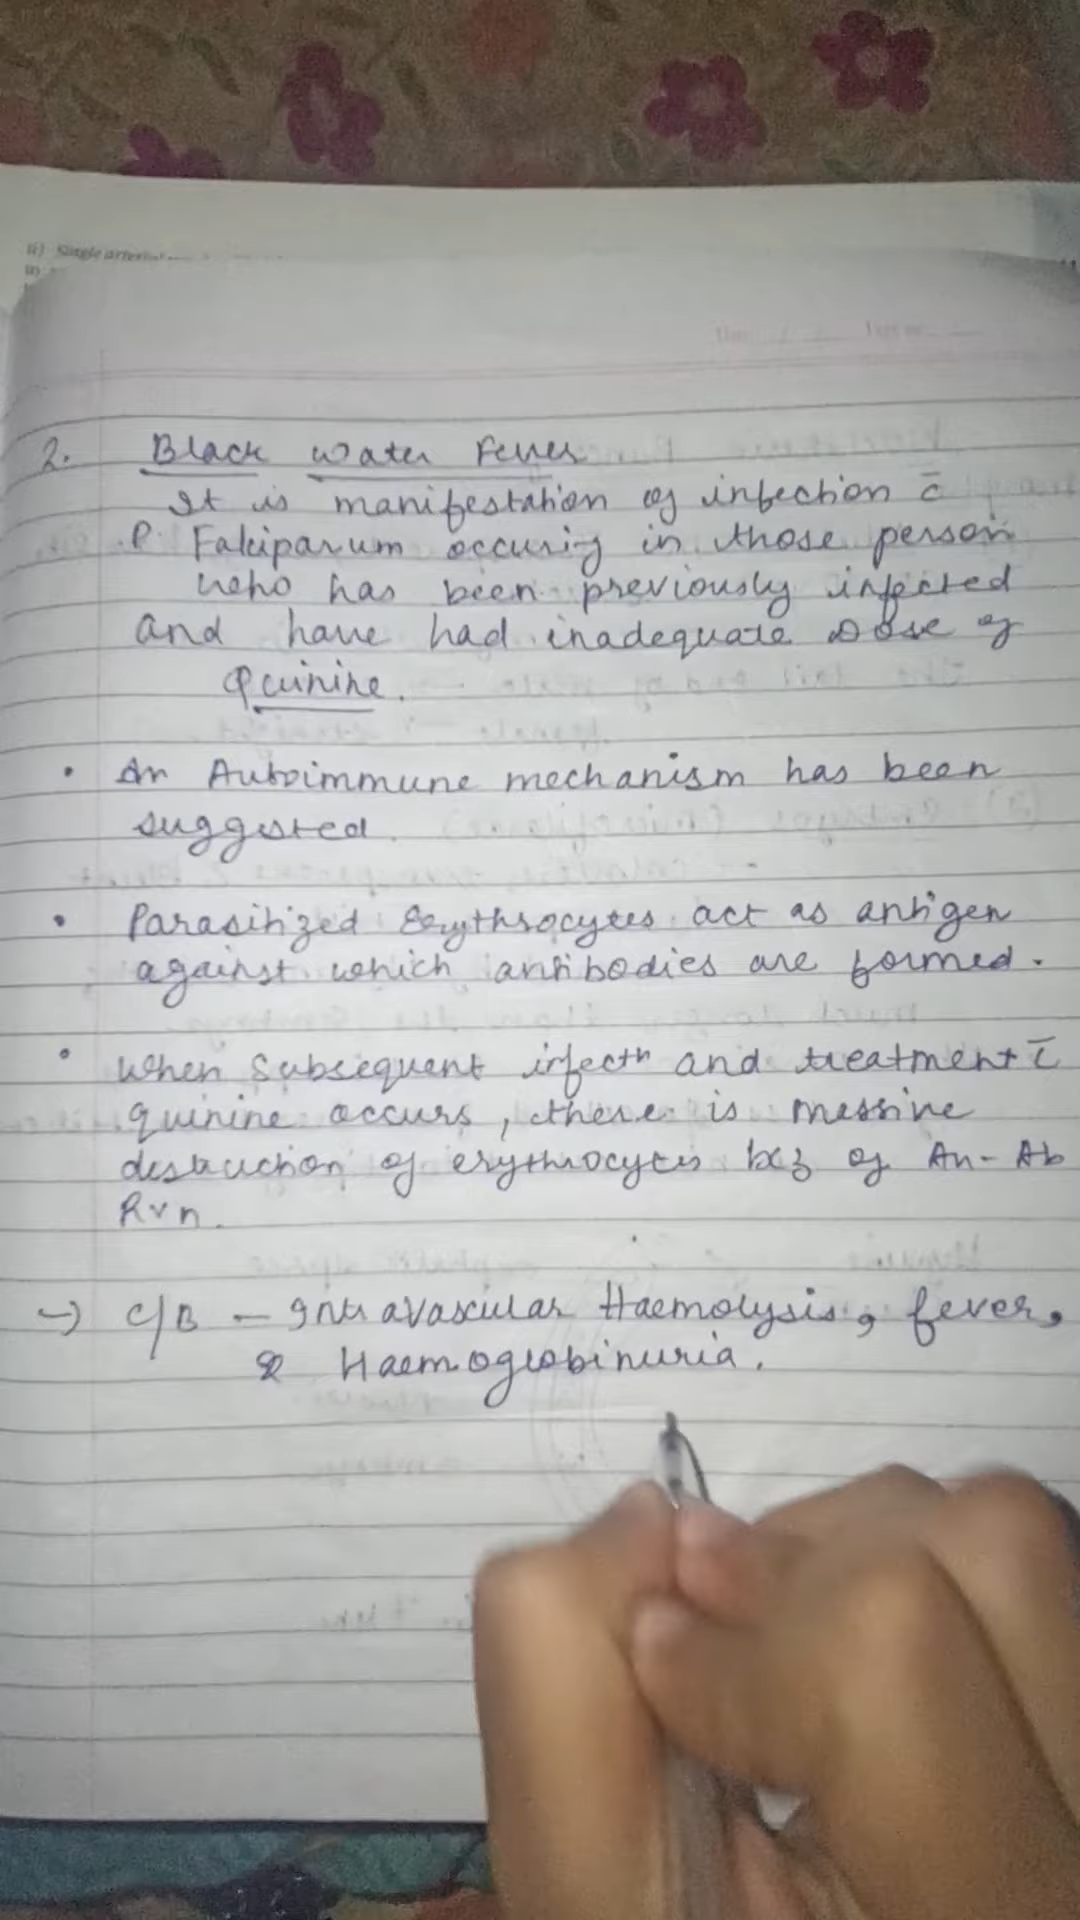 ii) Single arterial
2. Black water Fever
It is manifestation of infection c̄
P. Falciparum occuring in those person
who has been previously infected
and have had inadequate Dose of
Quinine.
• An Autoimmune mechanism has been
suggested.
• Parasitized Erythrocytes act as antigen
against which antibodies are formed.
• When Subsequent infectn and treatment c̄
quinine occurs, there is massive
destruction of erythrocytes bcz of An-Ab
Rxn.
→ C/B - Intravascular Haemolysis, fever,
& Haemoglobinuria.